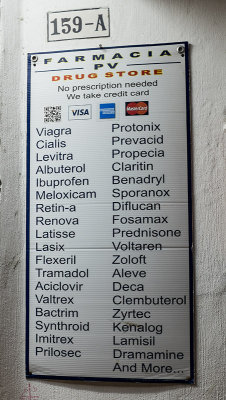 159-A
FARMACIA
PV
DRUG STORE
No prescription needed
We take credit card
VISA
AMERICAN EXPRESS
MasterCard
Viagra
Cialis
Levitra
Albuterol
Ibuprofen
Meloxicam
Retin-a
Renova
Latisse
Lasix
Flexeril
Tramadol
Aciclovir
Valtrex
Bactrim
Synthroid
Imitrex
Prilosec
Protonix
Prevacid
Propecia
Claritin
Benadryl
Sporanox
Diflucan
Fosamax
Prednisone
Voltaren
Zoloft
Aleve
Deca
Clembuterol
Zyrtec
Kenalog
Lamisil
Dramamine
And More...